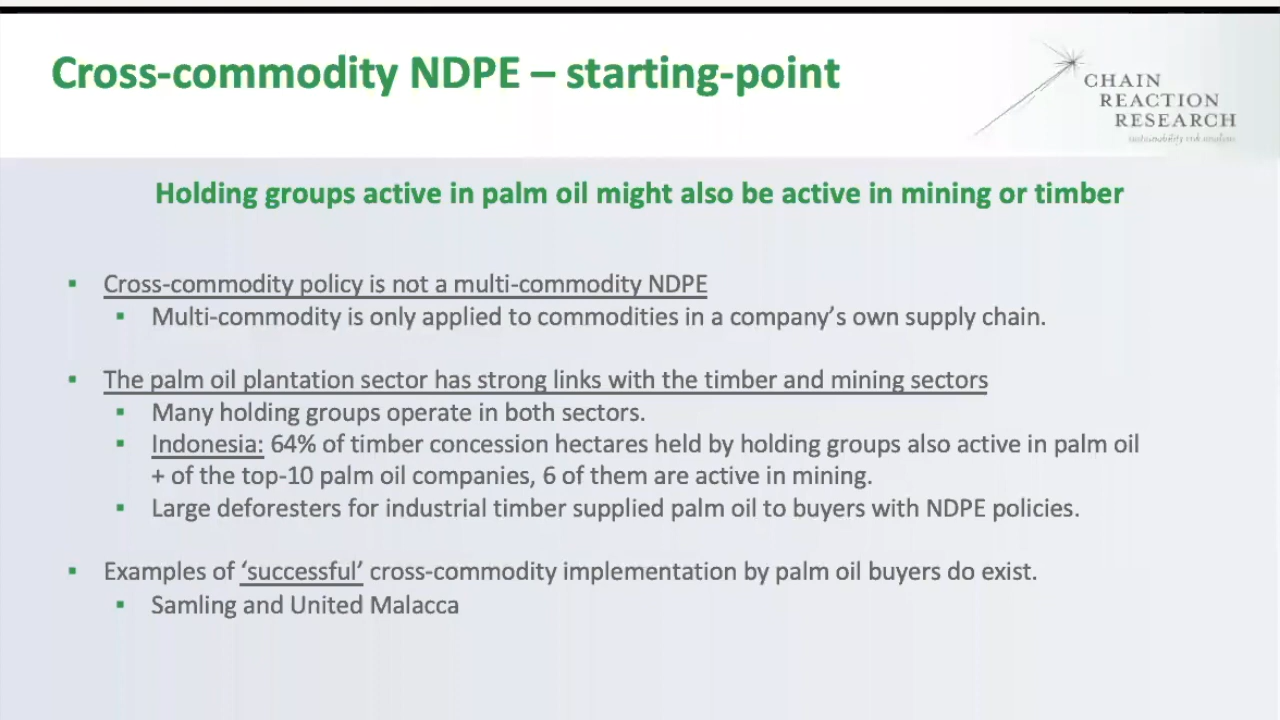 Cross-commodity NDPE – starting-point
CHAIN
REACTION
RESEARCH
sustainability risk analysis
Holding groups active in palm oil might also be active in mining or timber
▪ Cross-commodity policy is not a multi-commodity NDPE
▪ Multi-commodity is only applied to commodities in a company’s own supply chain.
▪ The palm oil plantation sector has strong links with the timber and mining sectors
▪ Many holding groups operate in both sectors.
▪ Indonesia: 64% of timber concession hectares held by holding groups also active in palm oil
+ of the top-10 palm oil companies, 6 of them are active in mining.
▪ Large deforesters for industrial timber supplied palm oil to buyers with NDPE policies.
▪ Examples of ‘successful’ cross-commodity implementation by palm oil buyers do exist.
▪ Samling and United Malacca